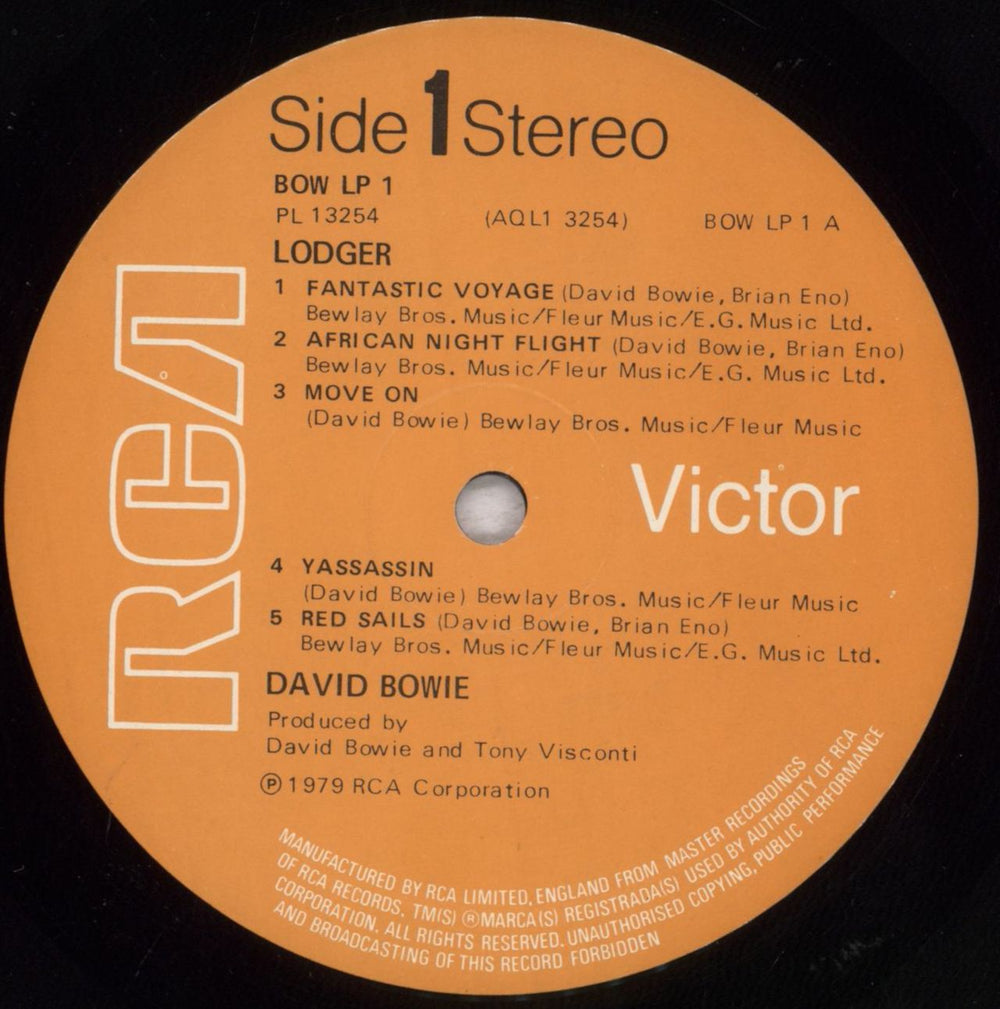 Side 1 Stereo
BOW LP 1
PL 13254 (AQL1 3254) BOW LP 1 A
LODGER
1 FANTASTIC VOYAGE (David Bowie, Brian Eno)
Bewlay Bros. Music/Fleur Music/E.G. Music Ltd.
2 AFRICAN NIGHT FLIGHT (David Bowie, Brian Eno)
Bewlay Bros. Music/Fleur Music/E.G. Music Ltd.
3 MOVE ON
(David Bowie) Bewlay Bros. Music/Fleur Music
RCA
Victor
4 YASSASSIN
(David Bowie) Bewlay Bros. Music/Fleur Music
5 RED SAILS (David Bowie, Brian Eno)
Bewlay Bros. Music/Fleur Music/E.G. Music Ltd.
DAVID BOWIE
Produced by
David Bowie and Tony Visconti
℗ 1979 RCA Corporation
MANUFACTURED BY RCA LIMITED, ENGLAND FROM MASTER RECORDINGS
OF RCA RECORDS. TM(S) ® MARCA(S) REGISTRADA(S) USED BY AUTHORITY OF RCA
CORPORATION. ALL RIGHTS RESERVED. UNAUTHORISED COPYING, PUBLIC PERFORMANCE
AND BROADCASTING OF THIS RECORD FORBIDDEN